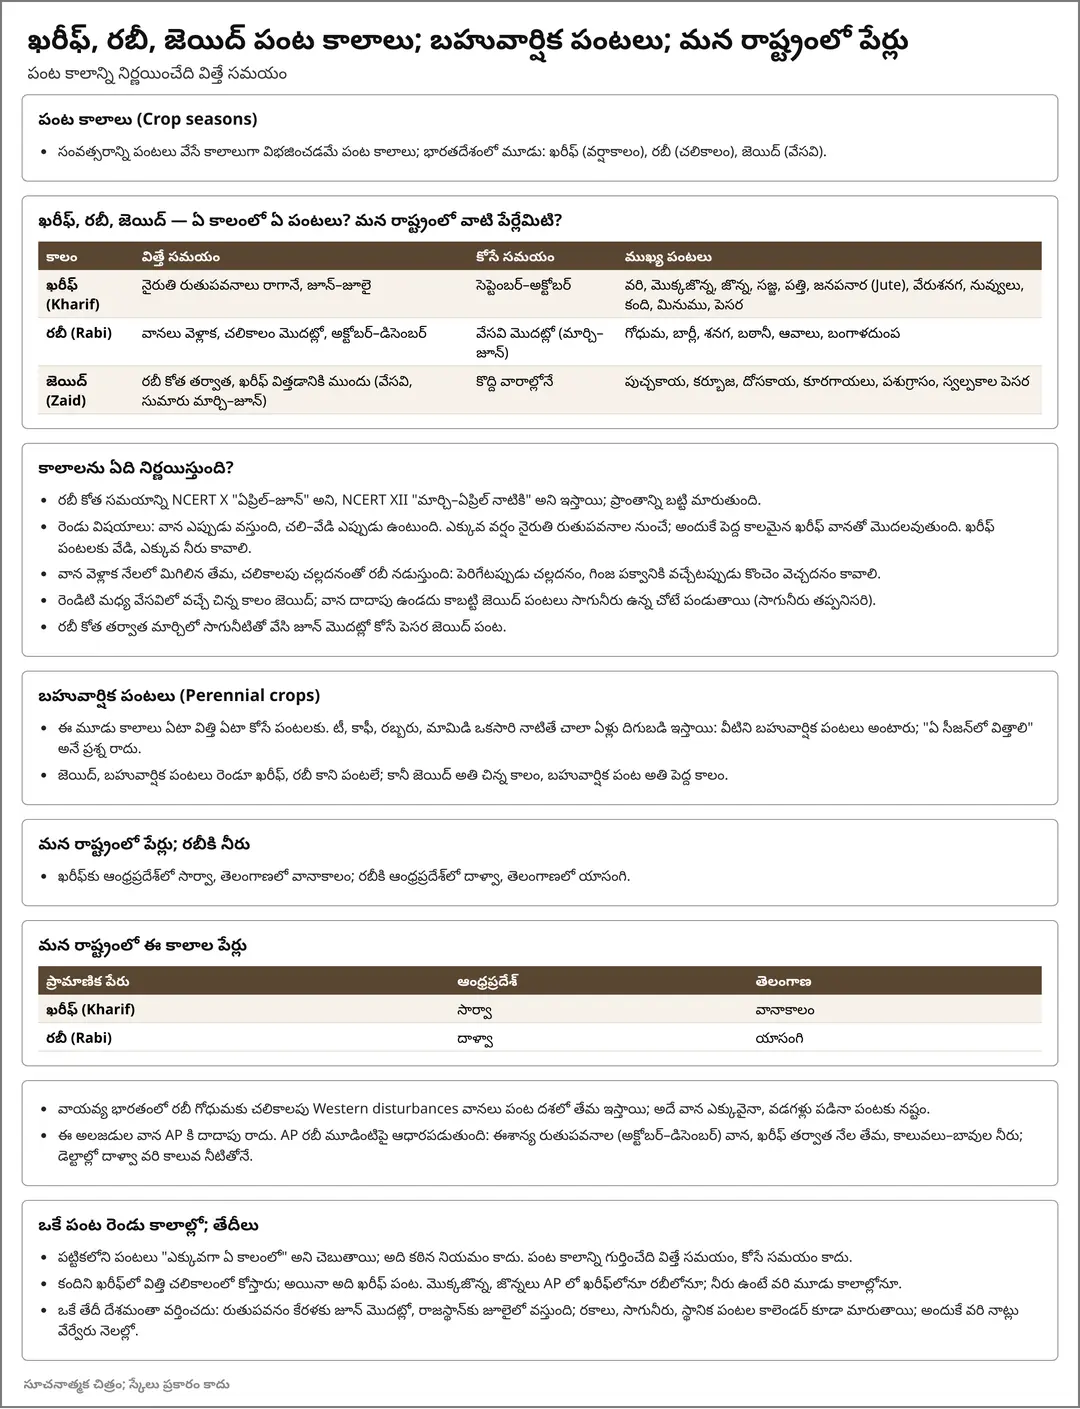 ఖరీఫ్, రబీ, జెయిద్ పంట కాలాలు; బహువార్షిక పంటలు; మన రాష్ట్రంలో పేర్లు
పంట కాలాన్ని నిర్ణయించేది విత్తే సమయం
పంట కాలాలు (Crop seasons)
• సంవత్సరాన్ని పంటలు వేసే కాలాలుగా విభజించడమే పంట కాలాలు; భారతదేశంలో మూడు: ఖరీఫ్ (వర్షాకాలం), రబీ (చలికాలం), జెయిద్ (వేసవి).
ఖరీఫ్, రబీ, జెయిద్ — ఏ కాలంలో ఏ పంటలు? మన రాష్ట్రంలో వాటి పేర్లేమిటి?
కాలం విత్తే సమయం కోసే సమయం ముఖ్య పంటలు
ఖరీఫ్ నైరుతి రుతుపవనాలు రాగానే, జూన్–జూలై సెప్టెంబర్–అక్టోబర్ వరి, మొక్కజొన్న, జొన్న, సజ్జ, పత్తి, జనపనార (Jute), వేరుశనగ, నువ్వులు,
(Kharif) కంది, మినుము, పెసర
రబీ (Rabi) వానలు వెళ్లాక, చలికాలం మొదట్లో, అక్టోబర్–డిసెంబర్ వేసవి మొదట్లో (మార్చి– గోధుమ, బార్లీ, శనగ, బఠానీ, ఆవాలు, బంగాళదుంప
జూన్)
జెయిద్ రబీ కోత తర్వాత, ఖరీఫ్ విత్తడానికి ముందు (వేసవి, కొద్ది వారాల్లోనే పుచ్చకాయ, కర్బూజ, దోసకాయ, కూరగాయలు, పశుగ్రాసం, స్వల్పకాల పెసర
(Zaid) సుమారు మార్చి–జూన్)
కాలాలను ఏది నిర్ణయిస్తుంది?
• రబీ కోత సమయాన్ని NCERT X "ఏప్రిల్–జూన్" అని, NCERT XII "మార్చి–ఏప్రిల్ నాటికి" అని ఇస్తాయి; ప్రాంతాన్ని బట్టి మారుతుంది.
• రెండు విషయాలు: వాన ఎప్పుడు వస్తుంది, చలి–వేడి ఎప్పుడు ఉంటుంది. ఎక్కువ వర్షం నైరుతి రుతుపవనాల నుంచే; అందుకే పెద్ద కాలమైన ఖరీఫ్ వానతో మొదలవుతుంది. ఖరీఫ్
పంటలకు వేడి, ఎక్కువ నీరు కావాలి.
• వాన వెళ్లాక నేలలో మిగిలిన తేమ, చలికాలపు చల్లదనంతో రబీ నడుస్తుంది: పెరిగేటప్పుడు చల్లదనం, గింజ పక్వానికి వచ్చేటప్పుడు కొంచెం వెచ్చదనం కావాలి.
• రెండిటి మధ్య వేసవిలో వచ్చే చిన్న కాలం జెయిద్; వాన దాదాపు ఉండదు కాబట్టి జెయిద్ పంటలు సాగునీరు ఉన్న చోటే పండుతాయి (సాగునీరు తప్పనిసరి).
• రబీ కోత తర్వాత మార్చిలో సాగునీటితో వేసి జూన్ మొదట్లో కోసే పెసర జెయిద్ పంట.
బహువార్షిక పంటలు (Perennial crops)
• ఈ మూడు కాలాలు ఏటా విత్తి ఏటా కోసే పంటలకు. టీ, కాఫీ, రబ్బరు, మామిడి ఒకసారి నాటితే చాలా ఏళ్లు దిగుబడి ఇస్తాయి: వీటిని బహువార్షిక పంటలు అంటారు; "ఏ సీజన్‌లో విత్తాలి"
అనే ప్రశ్న రాదు.
• జెయిద్, బహువార్షిక పంటలు రెండూ ఖరీఫ్, రబీ కాని పంటలే; కానీ జెయిద్ అతి చిన్న కాలం, బహువార్షిక పంట అతి పెద్ద కాలం.
మన రాష్ట్రంలో పేర్లు; రబీకి నీరు
• ఖరీఫ్‌కు ఆంధ్రప్రదేశ్‌లో సార్వా, తెలంగాణలో వానాకాలం; రబీకి ఆంధ్రప్రదేశ్‌లో దాళ్వా, తెలంగాణలో యాసంగి.
మన రాష్ట్రంలో ఈ కాలాల పేర్లు
ప్రామాణిక పేరు ఆంధ్రప్రదేశ్ తెలంగాణ
ఖరీఫ్ (Kharif) సార్వా వానాకాలం
రబీ (Rabi) దాళ్వా యాసంగి
• వాయవ్య భారతంలో రబీ గోధుమకు చలికాలపు Western disturbances వానలు పంట దశలో తేమ ఇస్తాయి; అదే వాన ఎక్కువైనా, వడగళ్లు పడినా పంటకు నష్టం.
• ఈ అలజడుల వాన AP కి దాదాపు రాదు. AP రబీ మూడింటిపై ఆధారపడుతుంది: ఈశాన్య రుతుపవనాల (అక్టోబర్–డిసెంబర్) వాన, ఖరీఫ్ తర్వాత నేల తేమ, కాలువలు–బావుల నీరు;
డెల్టాల్లో దాళ్వా వరి కాలువ నీటితోనే.
ఒకే పంట రెండు కాలాల్లో; తేదీలు
• పట్టికలోని పంటలు "ఎక్కువగా ఏ కాలంలో" అని చెబుతాయి; అది కఠిన నియమం కాదు. పంట కాలాన్ని గుర్తించేది విత్తే సమయం, కోసే సమయం కాదు.
• కందిని ఖరీఫ్‌లో విత్తి చలికాలంలో కోస్తారు; అయినా అది ఖరీఫ్ పంట. మొక్కజొన్న, జొన్నలు AP లో ఖరీఫ్‌లోనూ రబీలోనూ; నీరు ఉంటే వరి మూడు కాలాల్లోనూ.
• ఒకే తేదీ దేశమంతా వర్తించదు: రుతుపవనం కేరళకు జూన్ మొదట్లో, రాజస్థాన్‌కు జూలైలో వస్తుంది; రకాలు, సాగునీరు, స్థానిక పంటల కాలెండర్ కూడా మారుతాయి; అందుకే వరి నాట్లు
వేర్వేరు నెలల్లో.
సూచనాత్మక చిత్రం; స్కేలు ప్రకారం కాదు